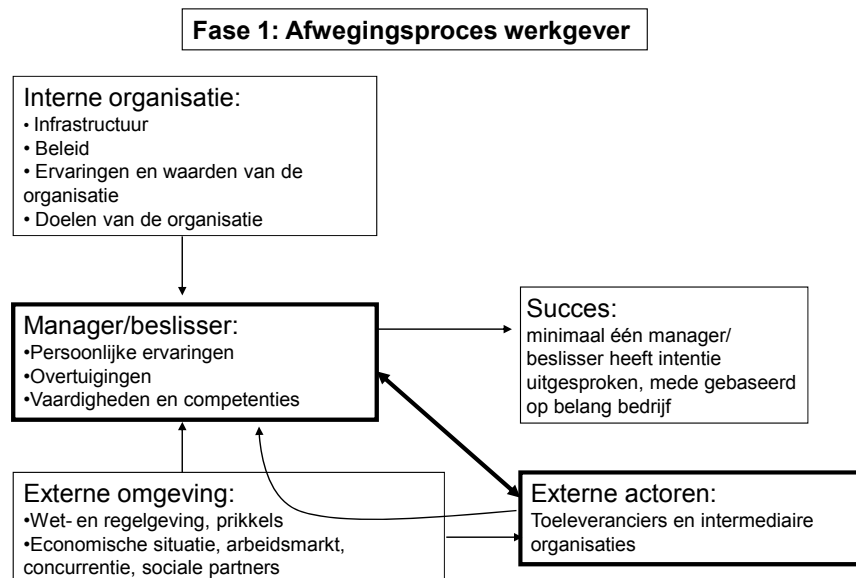 Fase 1: Afwegingsproces werkgever
Interne organisatie:
• Infrastructuur
• Beleid
• Ervaringen en waarden van de
organisatie
• Doelen van de organisatie
Manager/beslisser:
•Persoonlijke ervaringen
•Overtuigingen
•Vaardigheden en competenties
Succes:
minimaal één manager/
beslisser heeft intentie
uitgesproken, mede gebaseerd
op belang bedrijf
Externe omgeving:
•Wet- en regelgeving, prikkels
•Economische situatie, arbeidsmarkt,
concurrentie, sociale partners
Externe actoren:
Toeleveranciers en intermediaire
organisaties